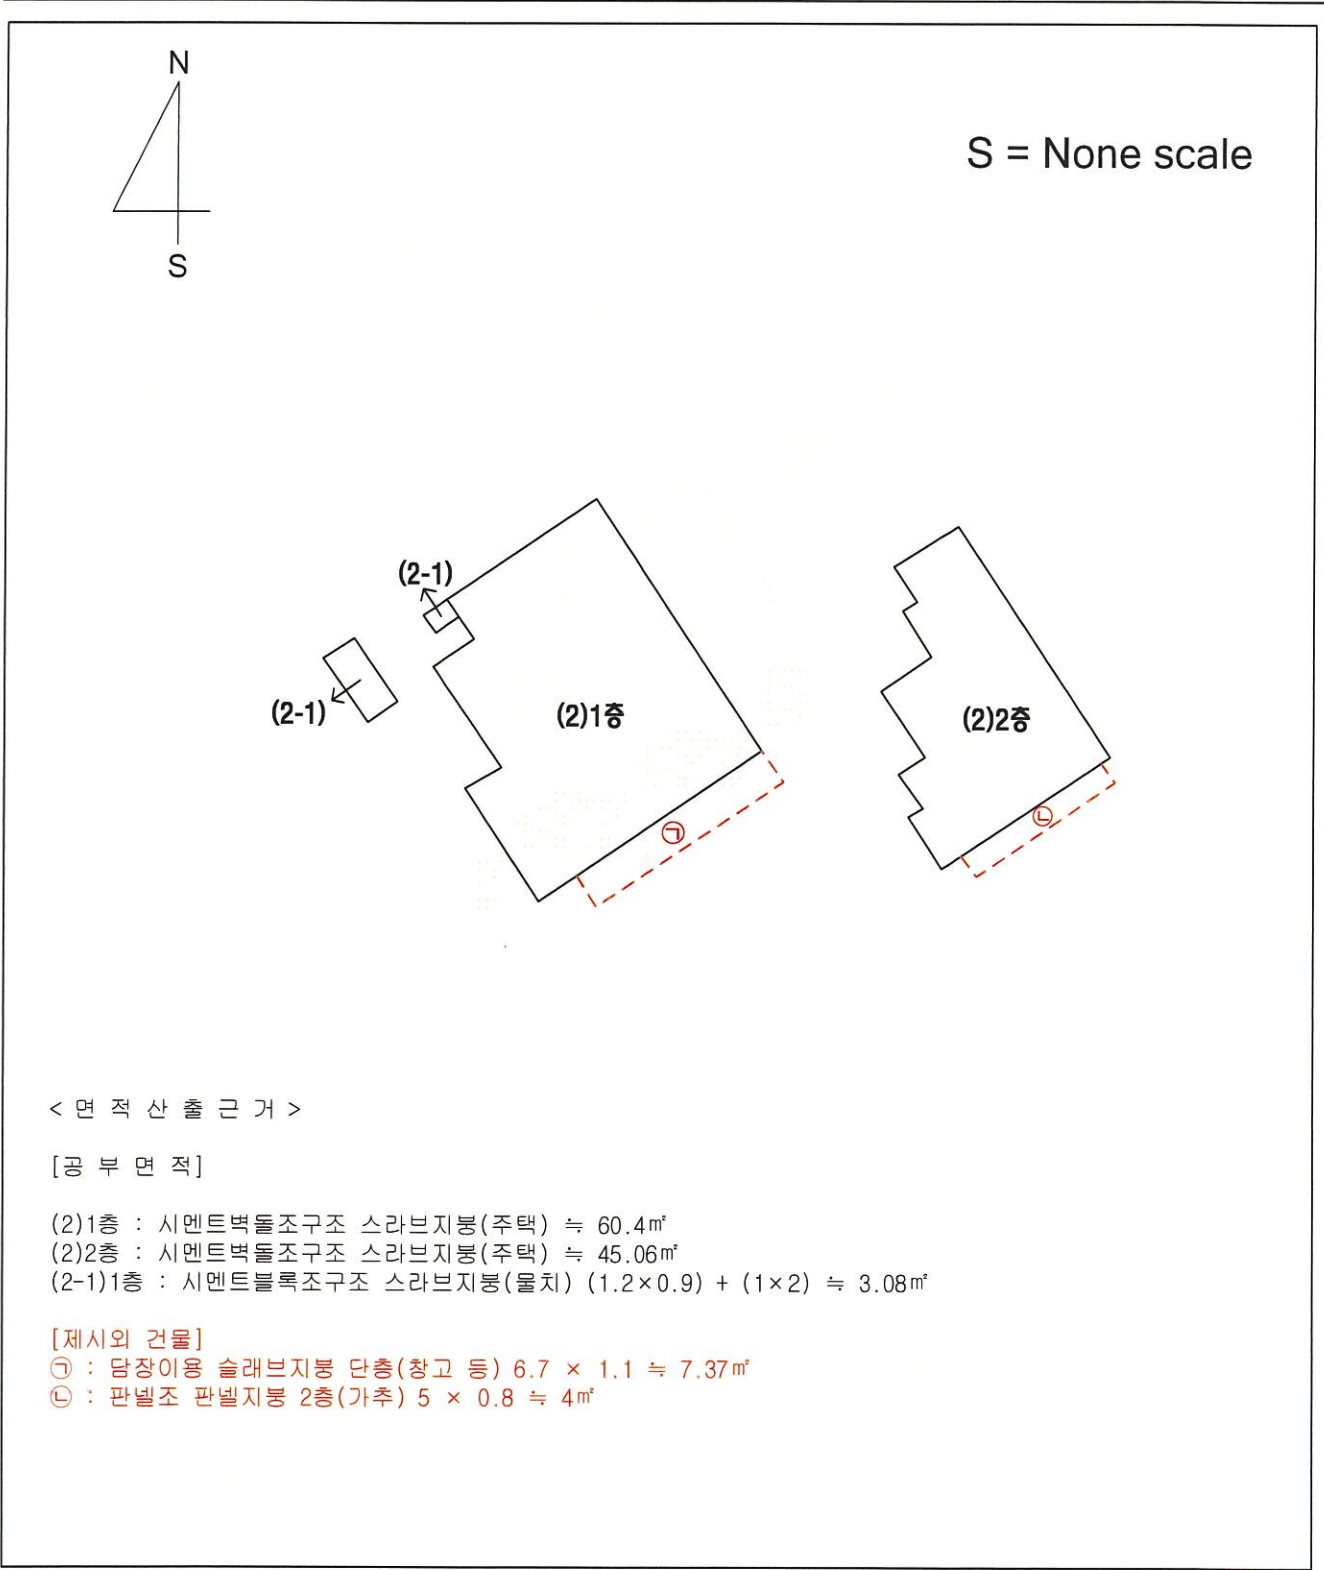 N
S = None scale
S
(2-1)
(2-1)
(2)1층
(2)2층
㉠
㉡
< 면 적 산 출 근 거 >
[공 부 면 적]
(2)1층 : 시멘트벽돌조구조 스라브지붕(주택) ≒ 60.4㎡
(2)2층 : 시멘트벽돌조구조 스라브지붕(주택) ≒ 45.06㎡
(2-1)1층 : 시멘트블록조구조 스라브지붕(물치) (1.2×0.9) + (1×2) ≒ 3.08㎡
[제시외 건물]
㉠ : 담장이용 슬래브지붕 단층(창고 등) 6.7 × 1.1 ≒ 7.37㎡
㉡ : 판넬조 판넬지붕 2층(가추) 5 × 0.8 ≒ 4㎡